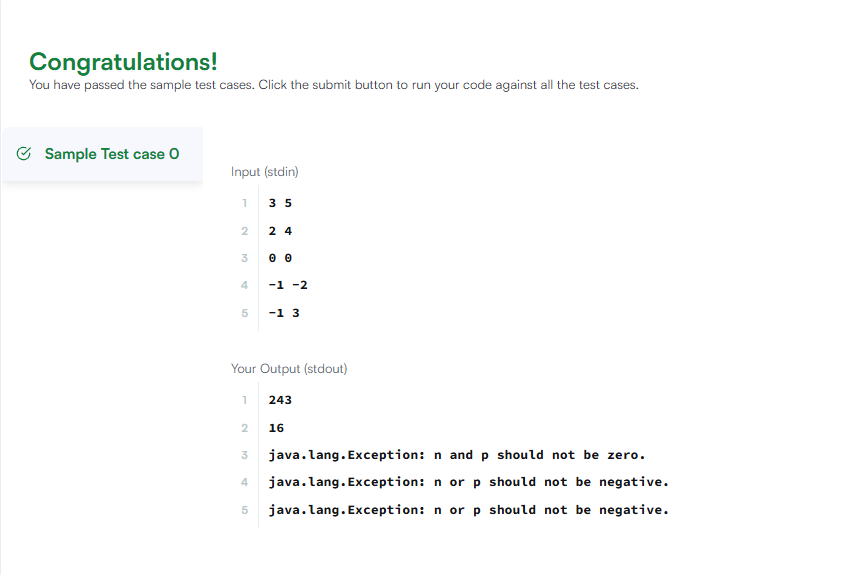 Congratulations!
You have passed the sample test cases. Click the submit button to run your code against all the test cases.
Sample Test case 0
Input (stdin)
1 3 5
2 2 4
3 0 0
4 -1 -2
5 -1 3
Your Output (stdout)
1 243
2 16
3 java.lang.Exception: n and p should not be zero.
4 java.lang.Exception: n or p should not be negative.
5 java.lang.Exception: n or p should not be negative.